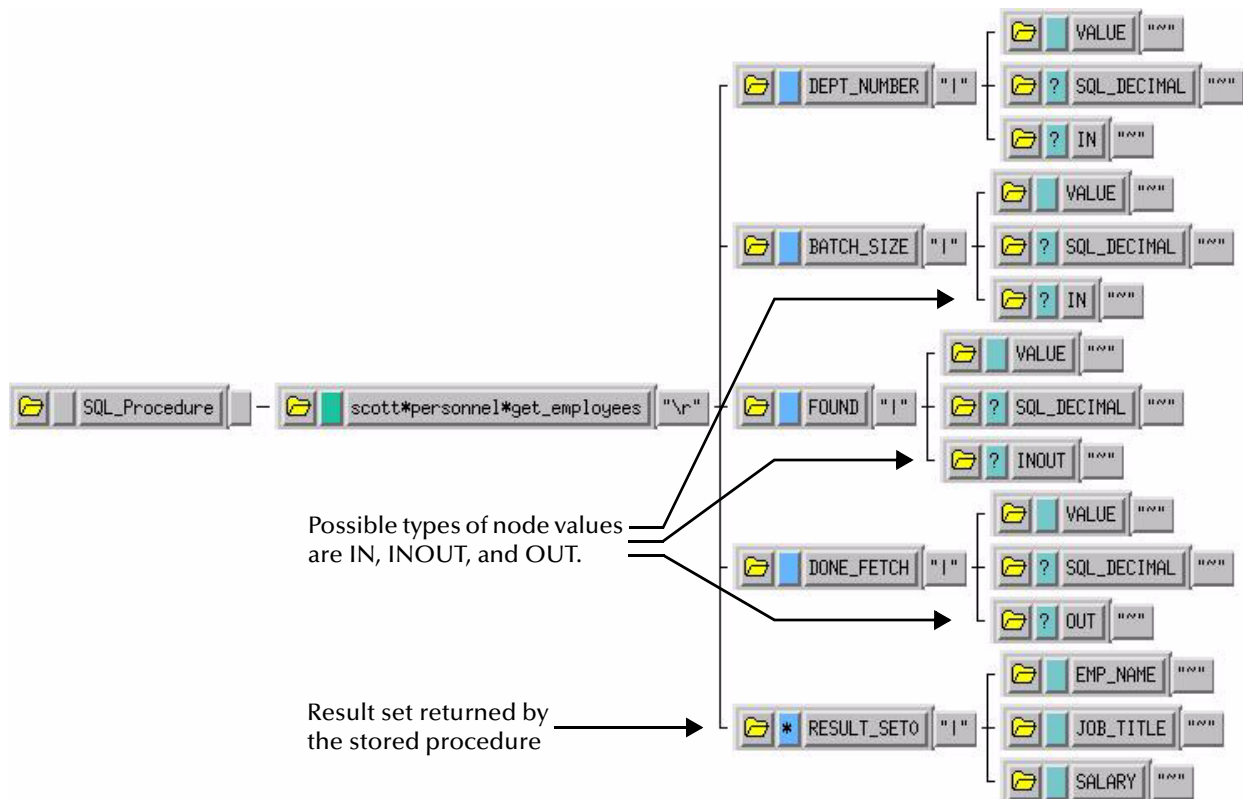 VALUE "~"
DEPT_NUMBER "|" ? SQL_DECIMAL "~"
? IN "~"
VALUE "~"
BATCH_SIZE "|" ? SQL_DECIMAL "~"
? IN "~"
VALUE "~"
SQL_Procedure scott*personnel*get_employees "\r" FOUND "|" ? SQL_DECIMAL "~"
? INOUT "~"
Possible types of node values
are IN, INOUT, and OUT.
VALUE "~"
DONE_FETCH "|" ? SQL_DECIMAL "~"
? OUT "~"
Result set returned by
the stored procedure
EMP_NAME "~"
* RESULT_SET0 "|" JOB_TITLE "~"
SALARY "~"